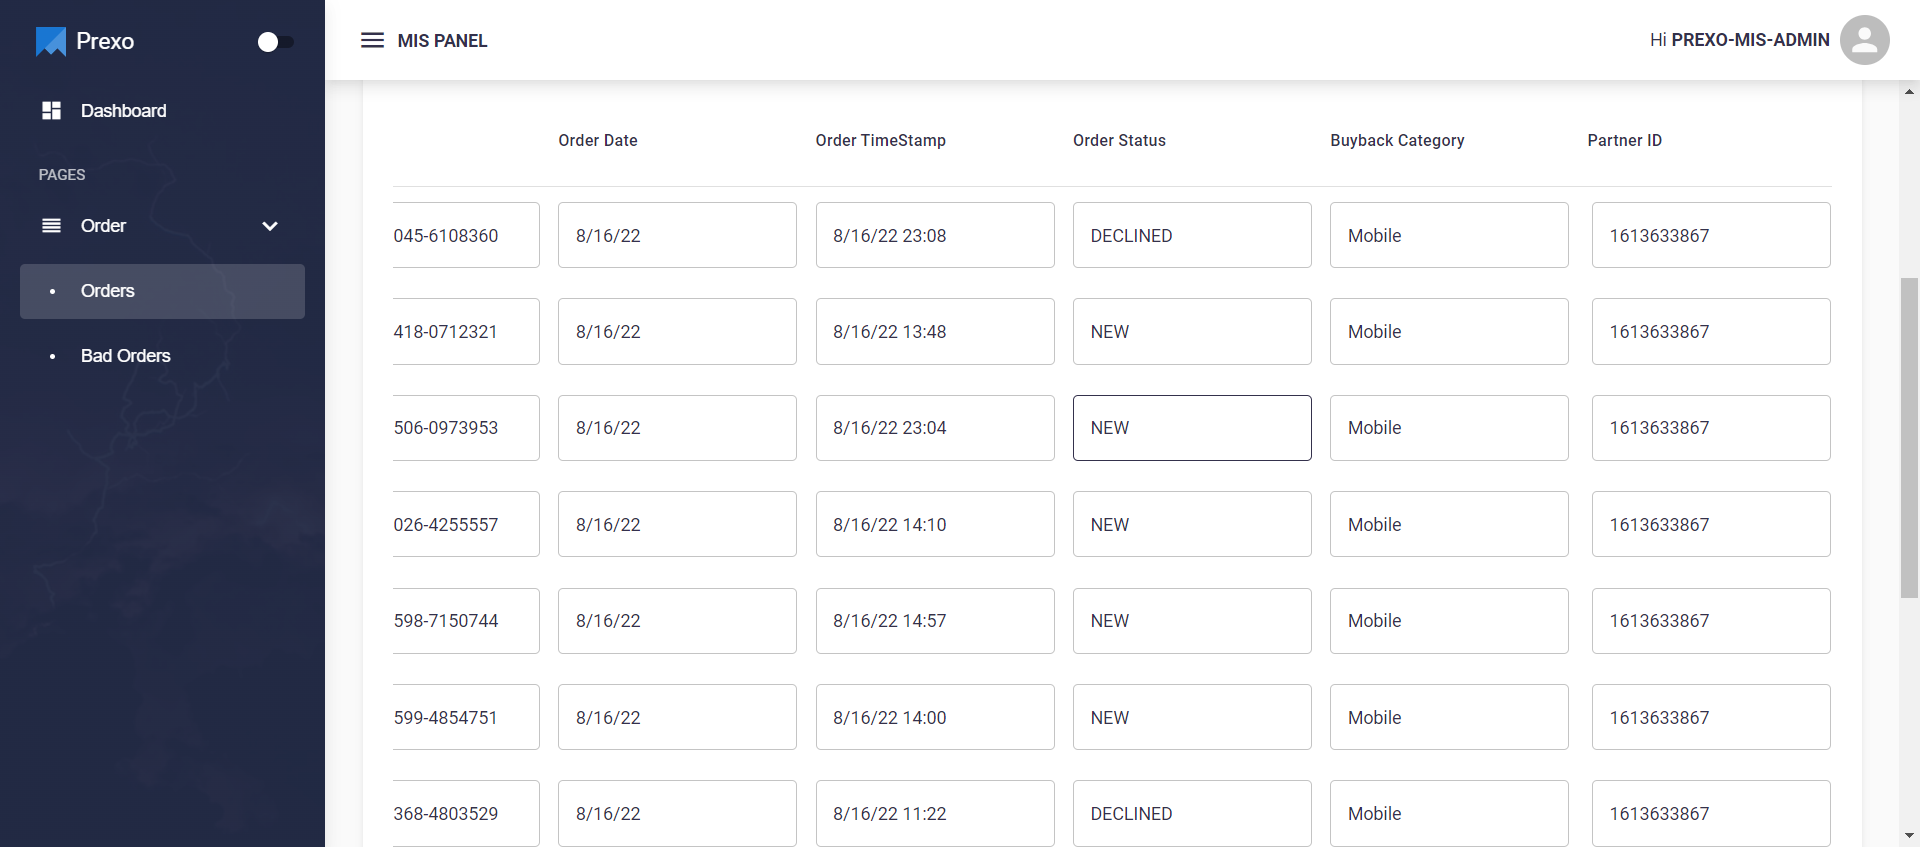 Prexo
MIS PANEL
Hi PREXO-MIS-ADMIN
Dashboard
PAGES
Order
Orders
Bad Orders
Order Date Order TimeStamp Order Status Buyback Category Partner ID
045-6108360 8/16/22 8/16/22 23:08 DECLINED Mobile 1613633867
418-0712321 8/16/22 8/16/22 13:48 NEW Mobile 1613633867
506-0973953 8/16/22 8/16/22 23:04 NEW Mobile 1613633867
026-4255557 8/16/22 8/16/22 14:10 NEW Mobile 1613633867
598-7150744 8/16/22 8/16/22 14:57 NEW Mobile 1613633867
599-4854751 8/16/22 8/16/22 14:00 NEW Mobile 1613633867
368-4803529 8/16/22 8/16/22 11:22 DECLINED Mobile 1613633867